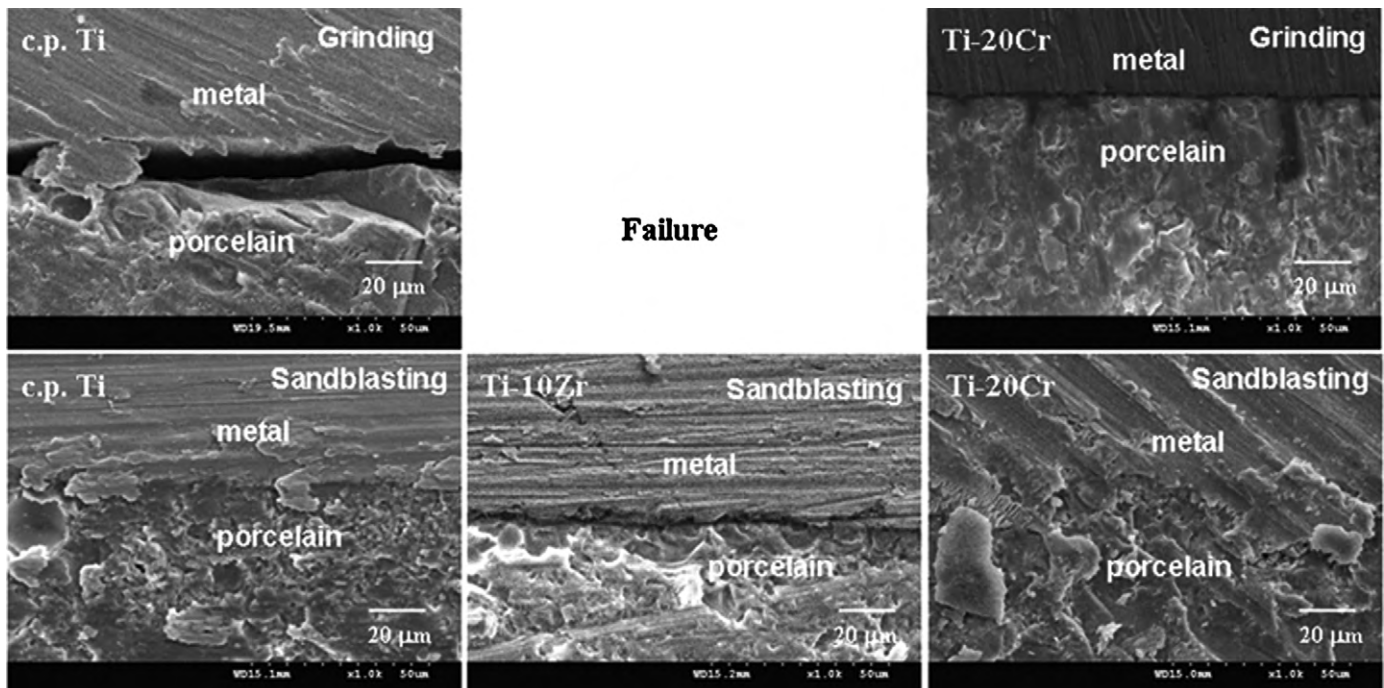 c.p. Ti
Grinding
metal
porcelain
20 μm
WD19.5mm x1.0k 50um
Failure
Ti-20Cr
Grinding
metal
porcelain
20 μm
WD15.1mm x1.0k 50um
c.p. Ti
Sandblasting
metal
porcelain
20 μm
WD15.1mm x1.0k 50um
Ti-10Zr
Sandblasting
metal
porcelain
20 μm
WD15.2mm x1.0k 50um
Ti-20Cr
Sandblasting
metal
porcelain
20 μm
WD15.0mm x1.0k 50um